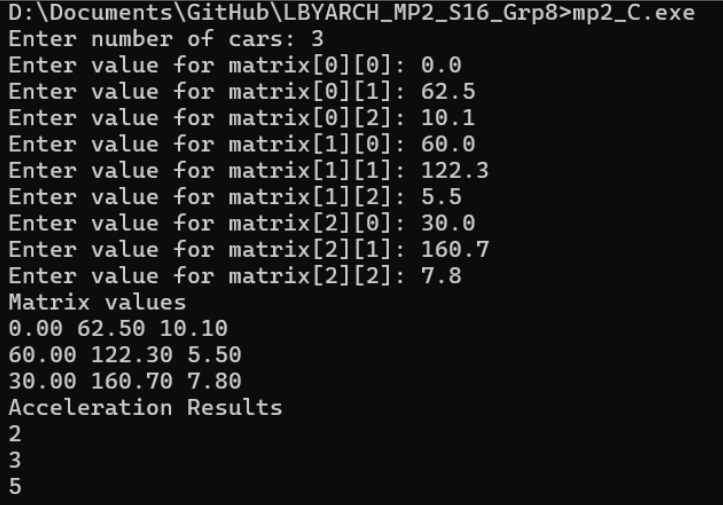 D:\Documents\GitHub\LBYARCH_MP2_S16_Grp8>mp2_C.exe
Enter number of cars: 3
Enter value for matrix[0][0]: 0.0
Enter value for matrix[0][1]: 62.5
Enter value for matrix[0][2]: 10.1
Enter value for matrix[1][0]: 60.0
Enter value for matrix[1][1]: 122.3
Enter value for matrix[1][2]: 5.5
Enter value for matrix[2][0]: 30.0
Enter value for matrix[2][1]: 160.7
Enter value for matrix[2][2]: 7.8
Matrix values
0.00 62.50 10.10
60.00 122.30 5.50
30.00 160.70 7.80
Acceleration Results
2
3
5